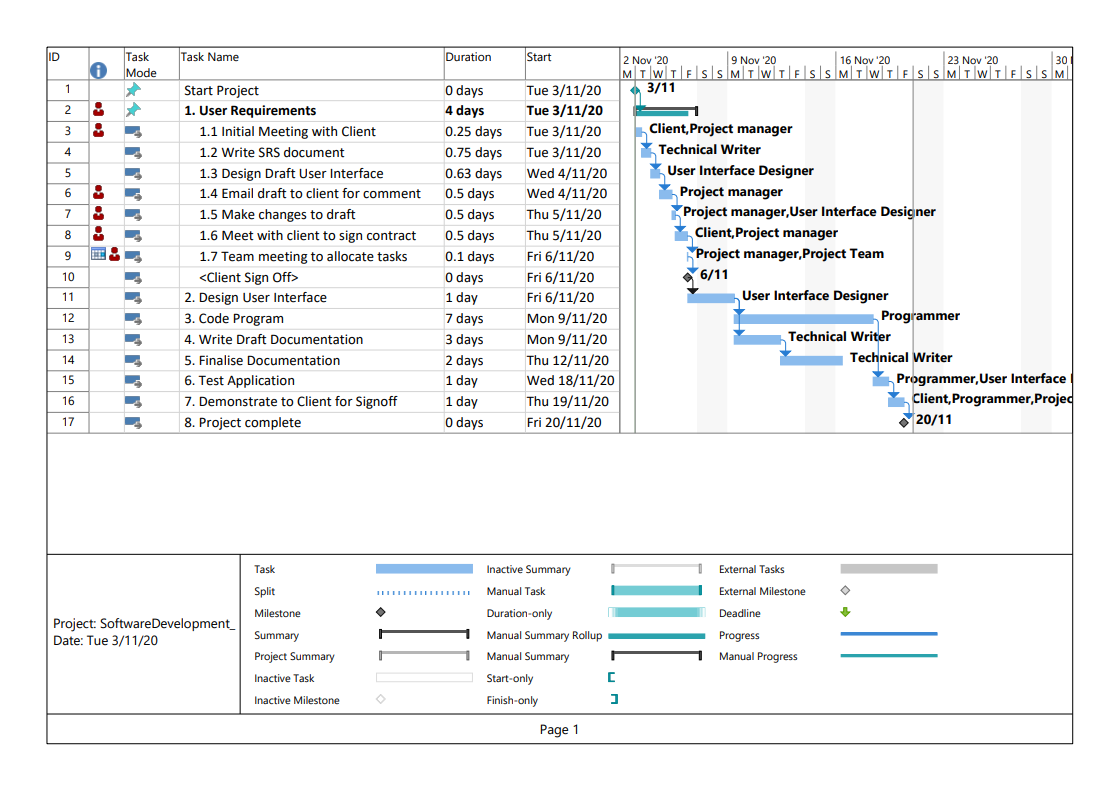 ID Task Mode Task Name Duration Start 2 Nov '20 9 Nov '20 16 Nov '20 23 Nov '20 30
M T W T F S S M T W T F S S M T W T F S S M T W T F S S M
1 Start Project 0 days Tue 3/11/20 3/11
2 1. User Requirements 4 days Tue 3/11/20
3 1.1 Initial Meeting with Client 0.25 days Tue 3/11/20 Client,Project manager
4 1.2 Write SRS document 0.75 days Tue 3/11/20 Technical Writer
5 1.3 Design Draft User Interface 0.63 days Wed 4/11/20 User Interface Designer
6 1.4 Email draft to client for comment 0.5 days Wed 4/11/20 Project manager
7 1.5 Make changes to draft 0.5 days Thu 5/11/20 Project manager,User Interface Designer
8 1.6 Meet with client to sign contract 0.5 days Thu 5/11/20 Client,Project manager
9 1.7 Team meeting to allocate tasks 0.1 days Fri 6/11/20 Project manager,Project Team
10 <Client Sign Off> 0 days Fri 6/11/20 6/11
11 2. Design User Interface 1 day Fri 6/11/20 User Interface Designer
12 3. Code Program 7 days Mon 9/11/20 Programmer
13 4. Write Draft Documentation 3 days Mon 9/11/20 Technical Writer
14 5. Finalise Documentation 2 days Thu 12/11/20 Technical Writer
15 6. Test Application 1 day Wed 18/11/20 Programmer,User Interface
16 7. Demonstrate to Client for Signoff 1 day Thu 19/11/20 Client,Programmer,Projec
17 8. Project complete 0 days Fri 20/11/20 20/11
Project: SoftwareDevelopment_
Date: Tue 3/11/20
Task Inactive Summary External Tasks
Split Manual Task External Milestone
Milestone Duration-only Deadline
Summary Manual Summary Rollup Progress
Project Summary Manual Summary Manual Progress
Inactive Task Start-only
Inactive Milestone Finish-only
Page 1